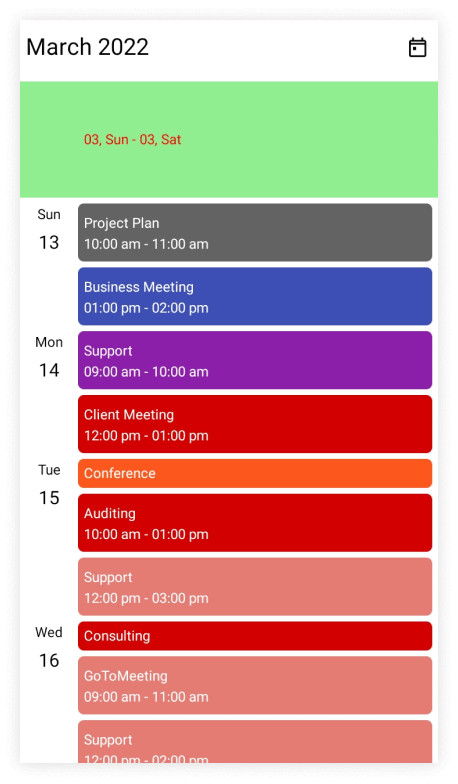 March 2022
03, Sun - 03, Sat
Sun
13
Project Plan
10:00 am - 11:00 am
Business Meeting
01:00 pm - 02:00 pm
Mon
14
Support
09:00 am - 10:00 am
Client Meeting
12:00 pm - 01:00 pm
Tue
15
Conference
Auditing
10:00 am - 01:00 pm
Support
12:00 pm - 03:00 pm
Wed
16
Consulting
GoToMeeting
09:00 am - 11:00 am
Support
12:00 pm - 02:00 pm